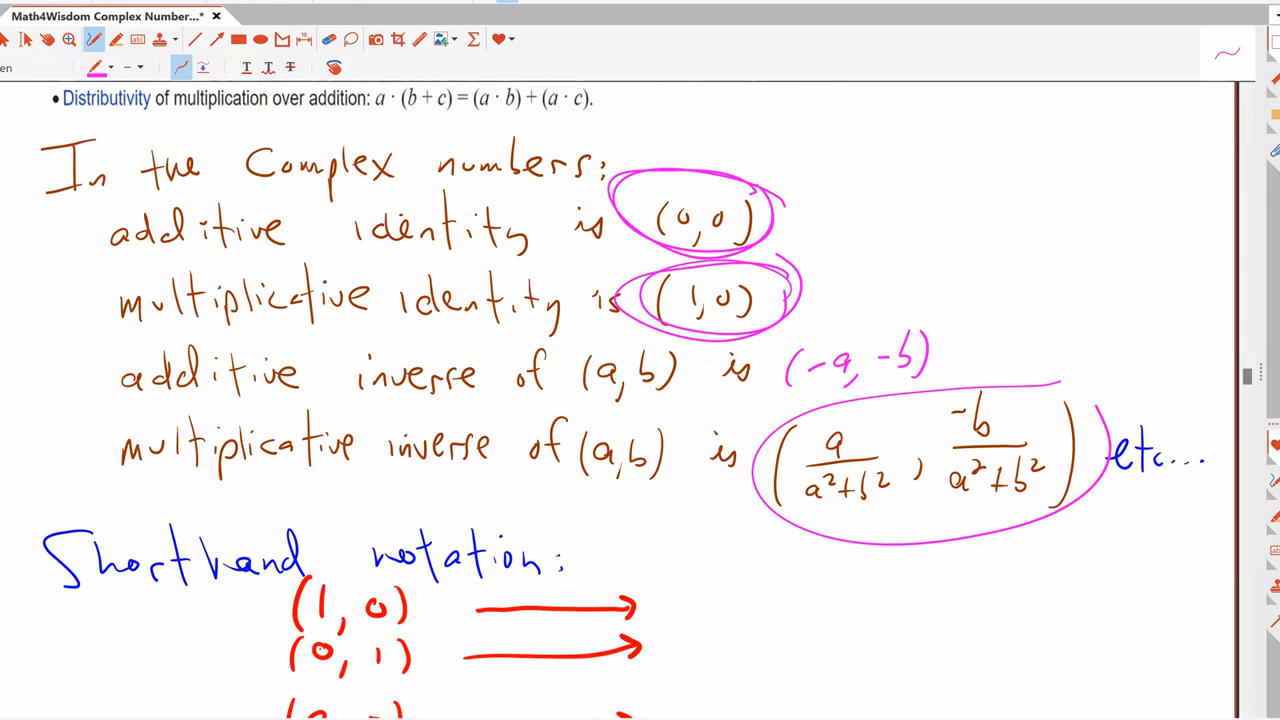 Math4Wisdom Complex Number...*
en
• Distributivity of multiplication over addition: a · (b + c) = (a · b) + (a · c).
In the Complex numbers:
additive identity is (0, 0)
multiplicative identity is (1, 0)
additive inverse of (a, b) is (-a, -b)
multiplicative inverse of (a, b) is (a/a²+b², -b/a²+b²) etc...
Shorthand notation:
(1, 0) →
(0, 1) →